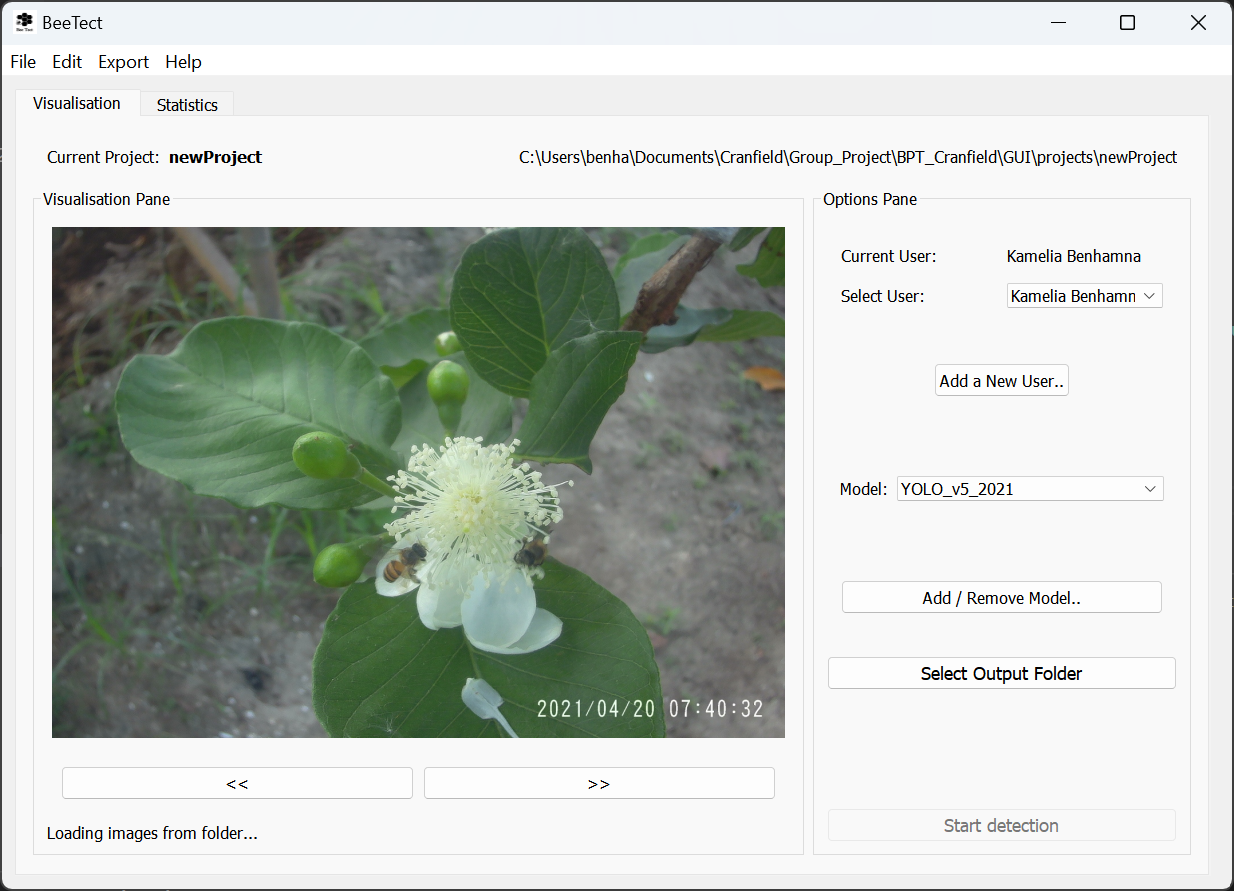 BeeTect
File Edit Export Help
Visualisation Statistics
Current Project: newProject
C:\Users\benha\Documents\Cranfield\Group_Project\BPT_Cranfield\GUI\projects\newProject
Visualisation Pane
2021/04/20 07:40:32
<< >>
Loading images from folder...
Options Pane
Current User: Kamelia Benhamna
Select User: Kamelia Benhamn
Add a New User..
Model: YOLO_v5_2021
Add / Remove Model..
Select Output Folder
Start detection